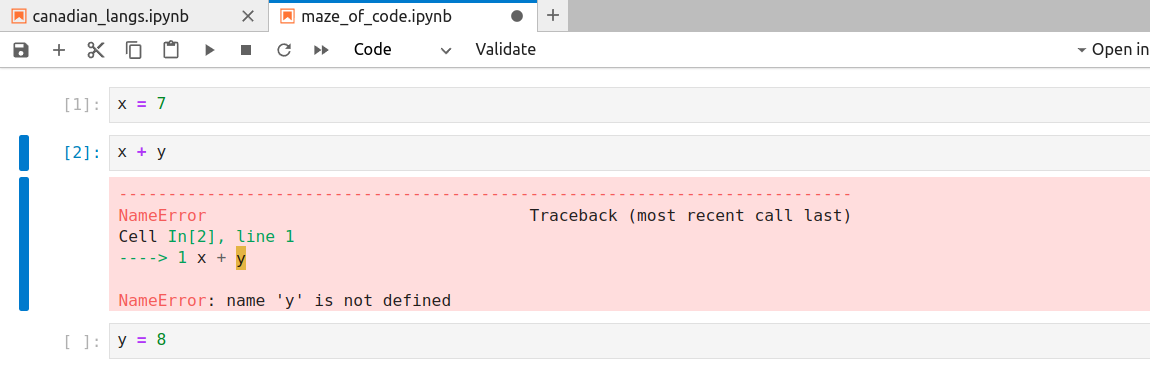 canadian_langs.ipynb
maze_of_code.ipynb
Code
Validate
Open in
[1]: x = 7
[2]: x + y
---------------------------------------------------------------------------
NameError                                 Traceback (most recent call last)
Cell In[2], line 1
----> 1 x + y

NameError: name 'y' is not defined
[ ]: y = 8